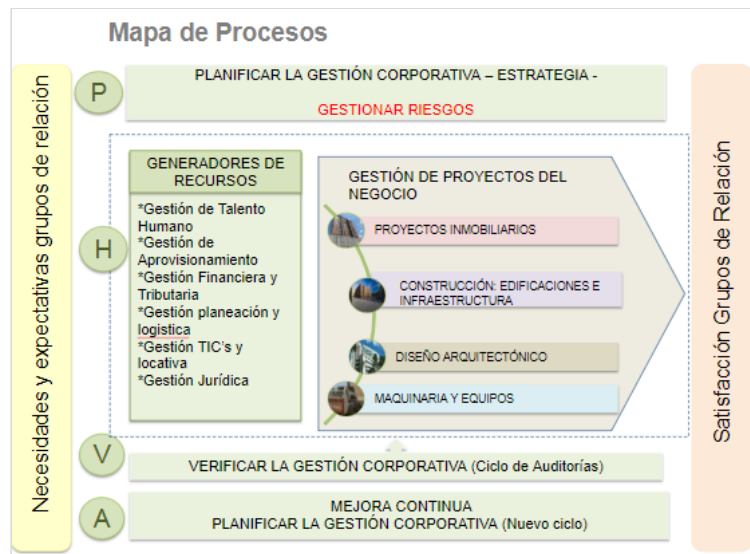 Mapa de Procesos
Necesidades y expectativas grupos de relación
P
PLANIFICAR LA GESTIÓN CORPORATIVA – ESTRATEGIA -
GESTIONAR RIESGOS
H
GENERADORES DE
RECURSOS
*Gestión de Talento
Humano
*Gestión de
Aprovisionamiento
*Gestión Financiera y
Tributaria
*Gestión planeación y
logistica
*Gestión TIC's y
locativa
*Gestión Jurídica
GESTIÓN DE PROYECTOS DEL
NEGOCIO
PROYECTOS INMOBILIARIOS
CONSTRUCCIÓN: EDIFICACIONES E
INFRAESTRUCTURA
DISEÑO ARQUITECTÓNICO
MAQUINARIA Y EQUIPOS
V
VERIFICAR LA GESTIÓN CORPORATIVA (Ciclo de Auditorías)
A
MEJORA CONTINUA
PLANIFICAR LA GESTIÓN CORPORATIVA (Nuevo ciclo)
Satisfacción Grupos de Relación